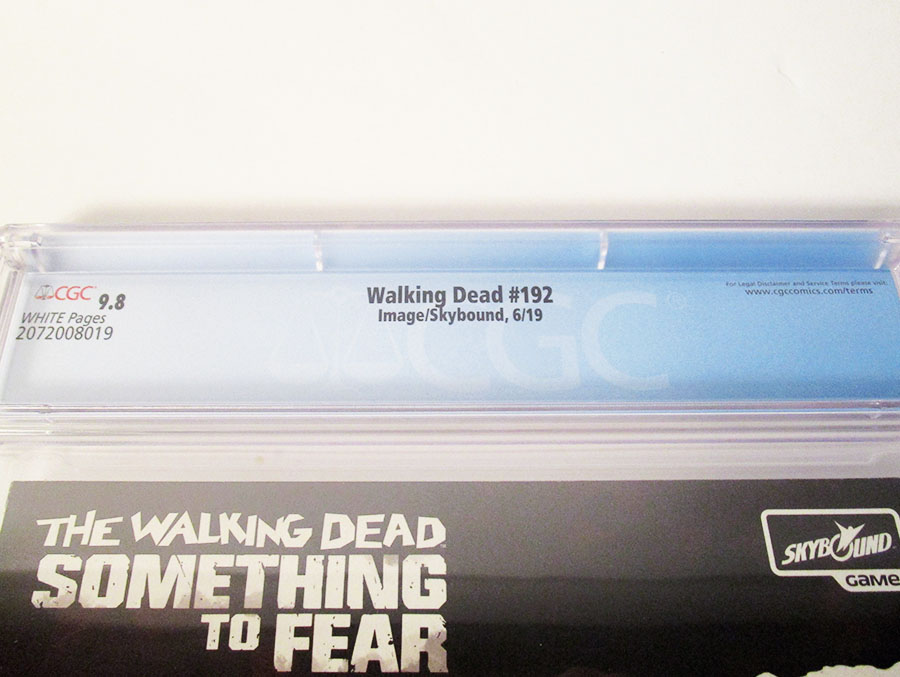 CGC 9.8
WHITE Pages
2072008019
Walking Dead #192
Image/Skybound, 6/19
For Legal Disclaimer and Service Terms please visit:
www.cgccomics.com/terms
CGC
THE WALKING DEAD
SOMETHING
TO FEAR
SKYBOUND
GAME